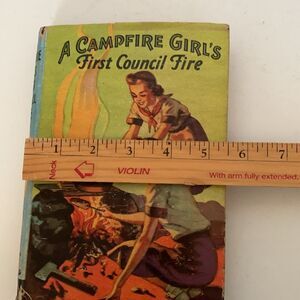 A CAMPFIRE GIRL'S
First Council Fire
1 2 3 4 5 6 7
Neck VIOLIN With arm fully extended,